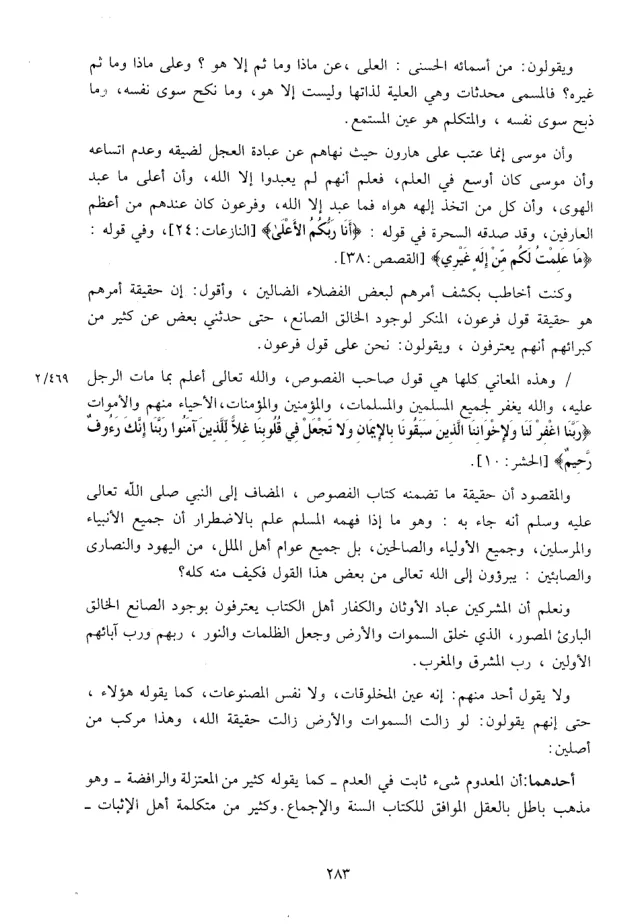 ويقولون: من أسمائه الحسنى : العلى ،عن ماذا وما ثم إلا هو ؟ وعلى ماذا وما ثم
غيره؟ فالمسمى محدثات وهي العلية لذاتها وليست إلا هو، وما نكح سوى نفسه، وما
ذبح سوى نفسه ، والمتكلم هو عين المستمع.
وأن موسى إنما عتب على هارون حيث نهاهم عن عبادة العجل لضيقه وعدم اتساعه
وأن موسى كان أوسع في العلم، فعلم أنهم لم يعبدوا إلا الله، وأن أعلى ما عبد
الهوى، وأن كل من اتخذ إلهه هواه فما عبد إلا الله، وفرعون كان عندهم من أعظم
العارفين، وقد صدقه السحرة في قوله : ﴿أَنَا رَبُّكُمُ الأَعْلَىٰ﴾ [النازعات:٢٤]، وفي قوله :
﴿مَا عَلِمْتُ لَكُم مِّنْ إِلَهٍ غَيْرِي﴾ [القصص:٣٨].
وكنت أخاطب بكشف أمرهم لبعض الفضلاء الضالين ، وأقول: إن حقيقة أمرهم
هو حقيقة قول فرعون، المنكر لوجود الخالق الصانع، حتى حدثني بعض عن كثير من
كبرائهم أنهم يعترفون ، ويقولون: نحن على قول فرعون.
/ وهذه المعاني كلها هي قول صاحب الفصوص، والله تعالى أعلم بما مات الرجل ٢/٤٦٩
عليه، والله يغفر لجميع المسلمين والمسلمات، والمؤمنين والمؤمنات،الأحياء منهم والأموات
﴿رَبَّنَا اغْفِرْ لَنَا وَلإِخْوَانِنَا الَّذِينَ سَبَقُونَا بِالإِيمَانِ وَلا تَجْعَلْ فِي قُلُوبِنَا غِلاًّ لِّلَّذِينَ آمَنُوا رَبَّنَا إِنَّكَ رَءُوفٌ
رَّحِيمٌ﴾ [الحشر:١٠].
والمقصود أن حقيقة ما تضمنه كتاب الفصوص ، المضاف إلى النبي صلى الله تعالى
عليه وسلم أنه جاء به : وهو ما إذا فهمه المسلم علم بالاضطرار أن جميع الأنبياء
والمرسلين، وجميع الأولياء والصالحين، بل جميع عوام أهل الملل، من اليهود والنصارى
والصابئين : يبرؤون إلى الله تعالى من بعض هذا القول فكيف منه كله؟
ونعلم أن المشركين عباد الأوثان والكفار أهل الكتاب يعترفون بوجود الصانع الخالق
البارئ المصور، الذي خلق السموات والأرض وجعل الظلمات والنور ، ربهم ورب آبائهم
الأولين ، رب المشرق والمغرب.
ولا يقول أحد منهم: إنه عين المخلوقات، ولا نفس المصنوعات، كما يقوله هؤلاء ،
حتى إنهم يقولون: لو زالت السموات والأرض زالت حقيقة الله، وهذا مركب من
أصلين:
أحدهما:أن المعدوم شىء ثابت في العدم ـ كما يقوله كثير من المعتزلة والرافضة ـ وهو
مذهب باطل بالعقل الموافق للكتاب السنة والإجماع.وكثير من متكلمة أهل الإثبات ـ
٢٨٣